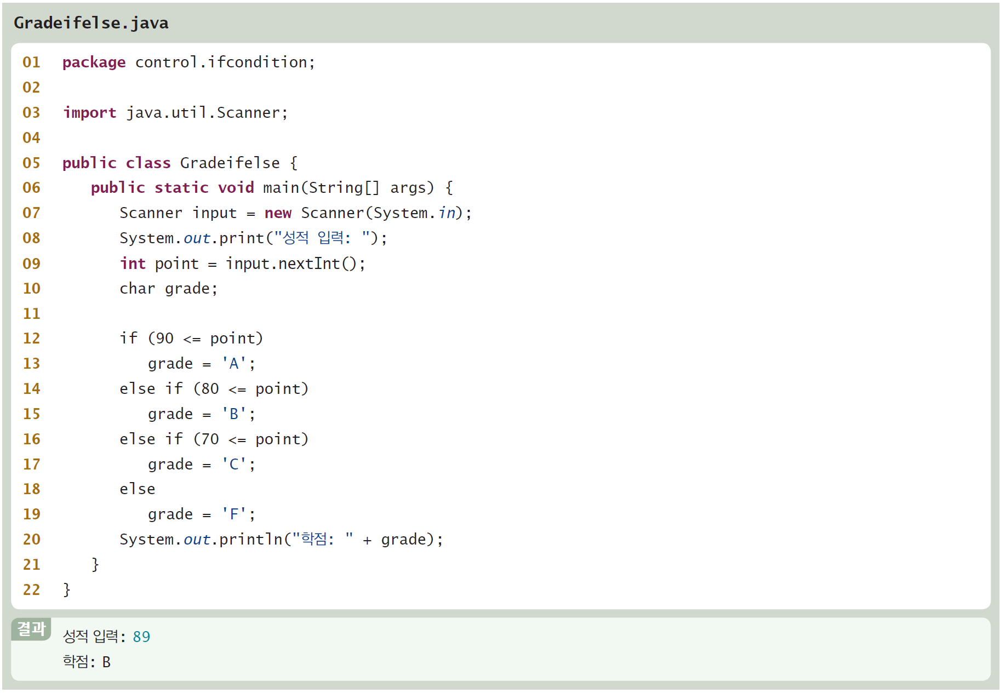 Gradeifelse.java
01 package control.ifcondition;
02
03 import java.util.Scanner;
04
05 public class Gradeifelse {
06 public static void main(String[] args) {
07 Scanner input = new Scanner(System.in);
08 System.out.print("성적 입력: ");
09 int point = input.nextInt();
10 char grade;
11
12 if (90 <= point)
13 grade = 'A';
14 else if (80 <= point)
15 grade = 'B';
16 else if (70 <= point)
17 grade = 'C';
18 else
19 grade = 'F';
20 System.out.println("학점: " + grade);
21 }
22 }
결과
성적 입력: 89
학점: B